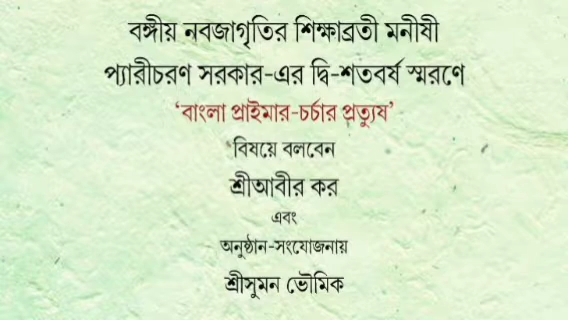 বঙ্গীয় নবজাগৃতির শিক্ষাব্রতী মনীষী
প্যারীচরণ সরকার-এর দ্বি-শতবর্ষ স্মরণে
‘বাংলা প্রাইমার-চর্চার প্রত্যুষ’
বিষয়ে বলবেন
শ্রীআবীর কর
এবং
অনুষ্ঠান-সংযোজনায়
শ্রীসুমন ভৌমিক